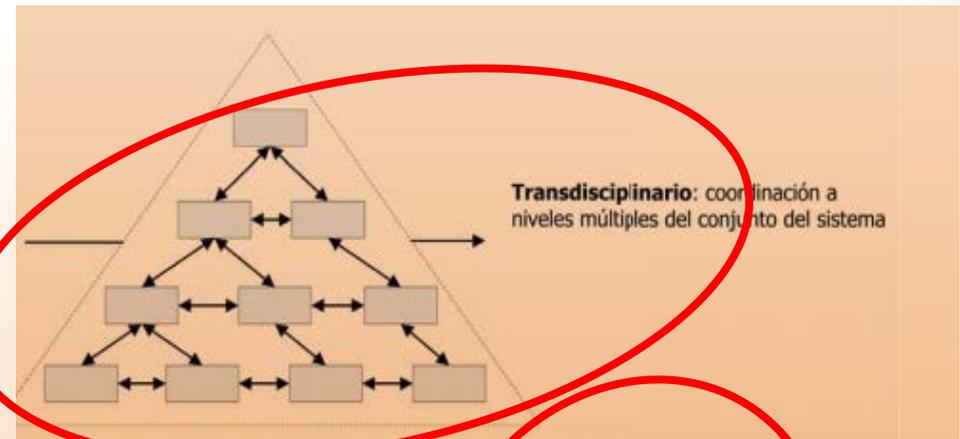 Transdisciplinario: coordinación a
niveles múltiples del conjunto del sistema